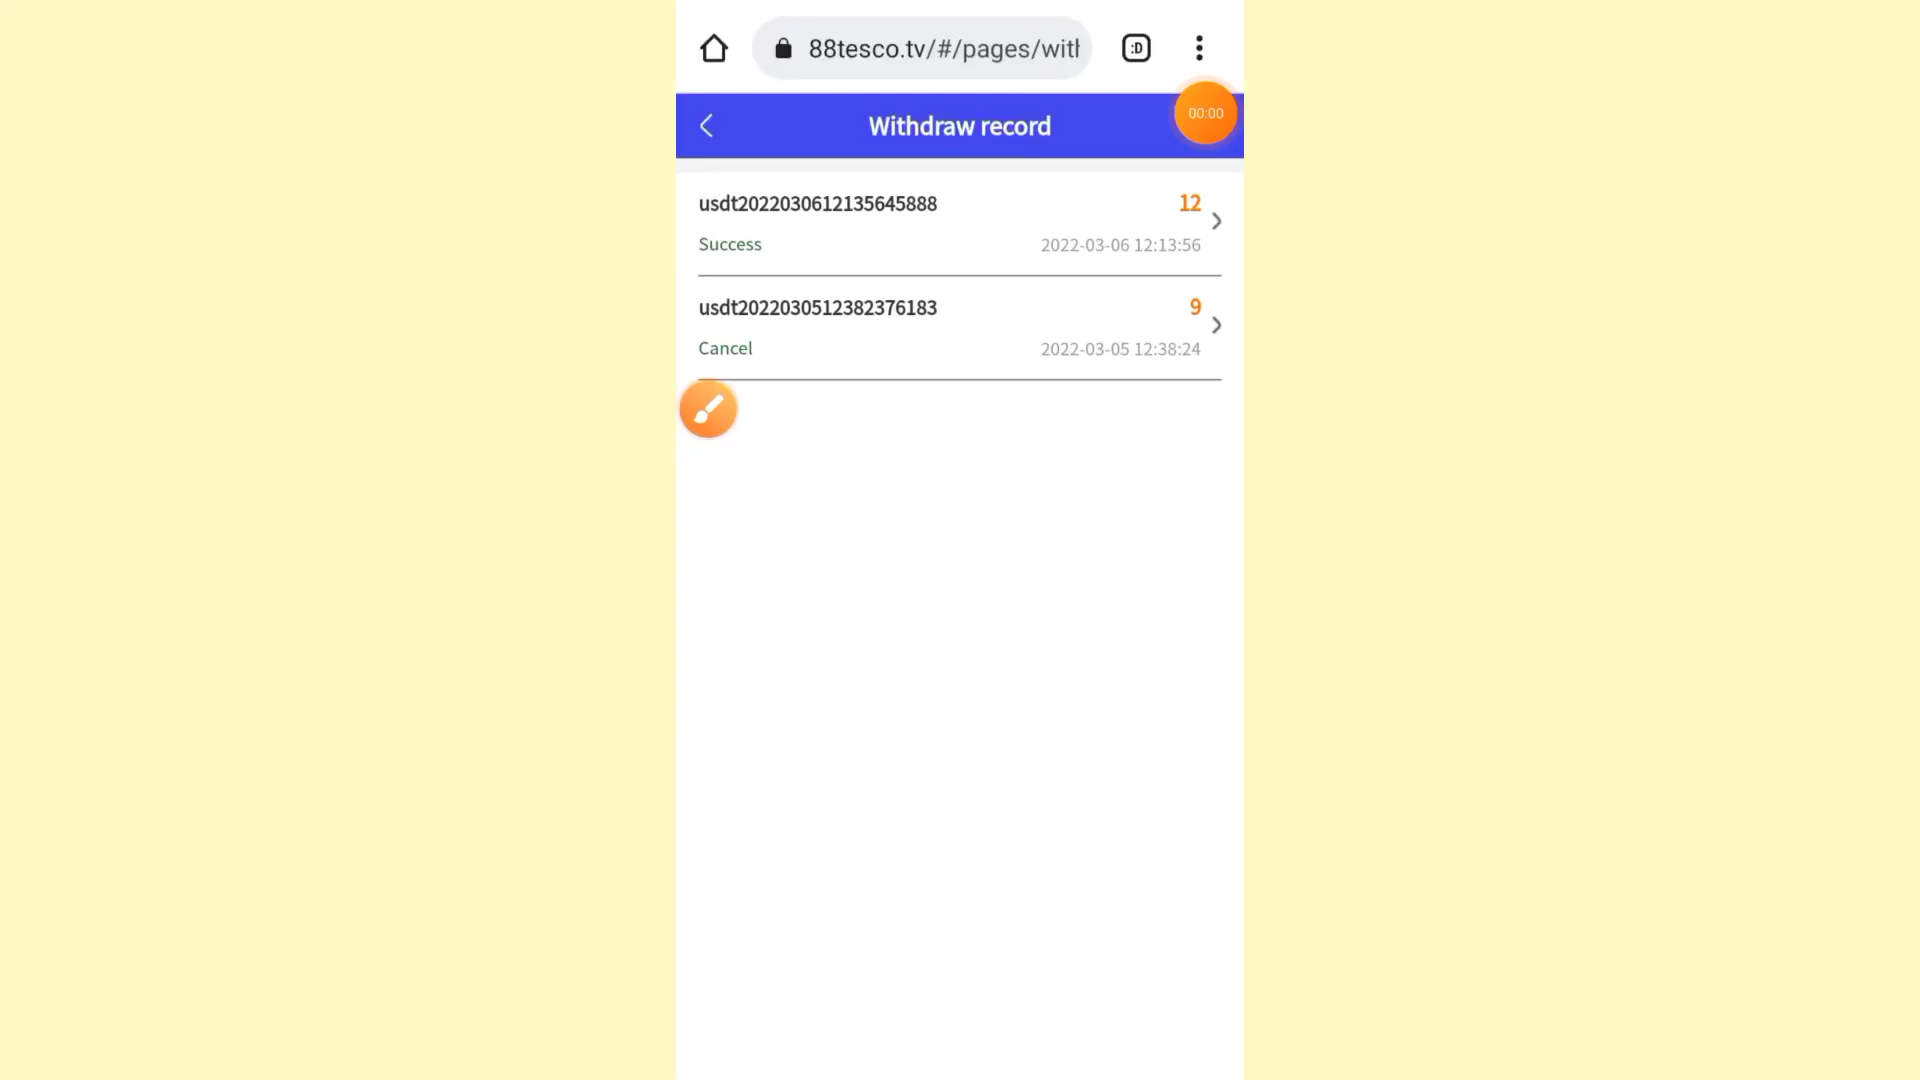 88tesco.tv/#/pages/with
:D
Withdraw record
00:00
usdt2022030612135645888
12
Success
2022-03-06 12:13:56
usdt2022030512382376183
9
Cancel
2022-03-05 12:38:24